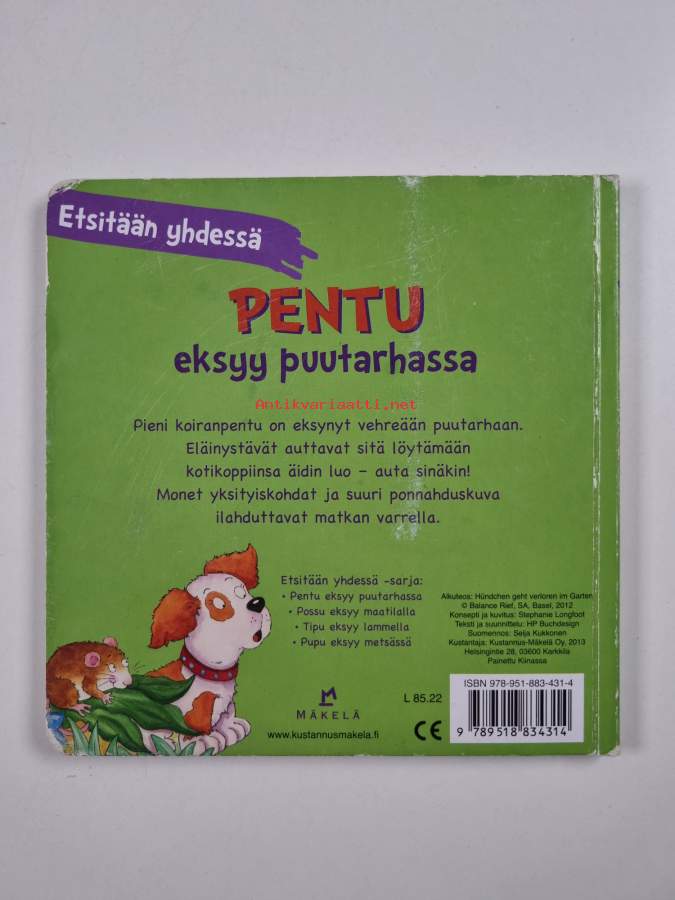 Etsitään yhdessä
PENTU
eksyy puutarhassa
Antikvariaatti.net
Pieni koiranpentu on eksynyt vehreään puutarhaan.
Eläinystävät auttavat sitä löytämään
kotikoppiinsa äidin luo – auta sinäkin!
Monet yksityiskohdat ja suuri ponnahduskuva
ilahduttavat matkan varrella.
Etsitään yhdessä -sarja:
• Pentu eksyy puutarhassa
• Possu eksyy maatilalla
• Tipu eksyy lammella
• Pupu eksyy metsässä
Alkuteos: Hündchen geht verloren im Garten
© Balance Rief, SA, Basel, 2012
Konsepti ja kuvitus: Stephanie Longfoot
Teksti ja suunnittelu: HP Buchdesign
Suomennos: Seija Kukkonen
Kustantaja: Kustannus-Mäkelä Oy, 2013
Helsingintie 28, 03600 Karkkila
Painettu Kiinassa
M
MÄKELÄ
www.kustannusmakela.fi
L 85.22
CE
ISBN 978-951-883-431-4
9 789518 834314